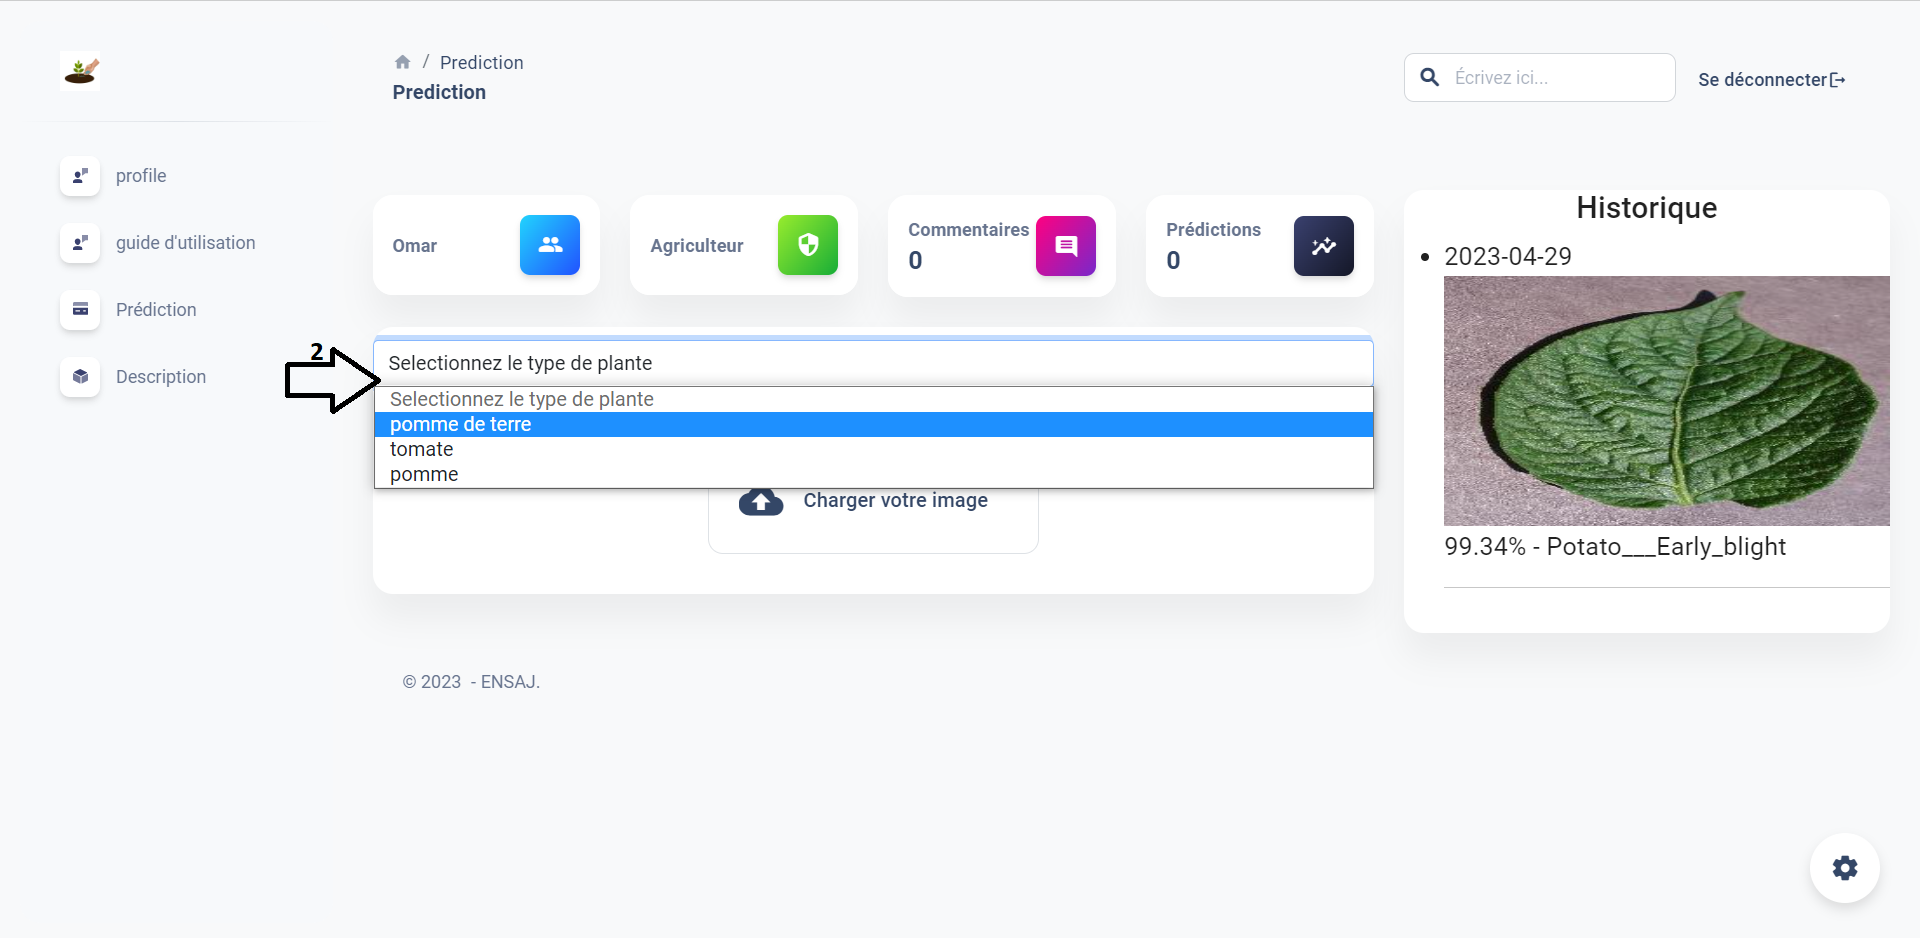 / Prediction
Prediction
Écrivez ici...
Se déconnecter
profile
guide d'utilisation
Prédiction
Description
2
Omar
Agriculteur
Commentaires
0
Prédictions
0
Selectionnez le type de plante
Selectionnez le type de plante
pomme de terre
tomate
pomme
Charger votre image
Historique
2023-04-29
99.34% - Potato___Early_blight
© 2023 - ENSAJ.